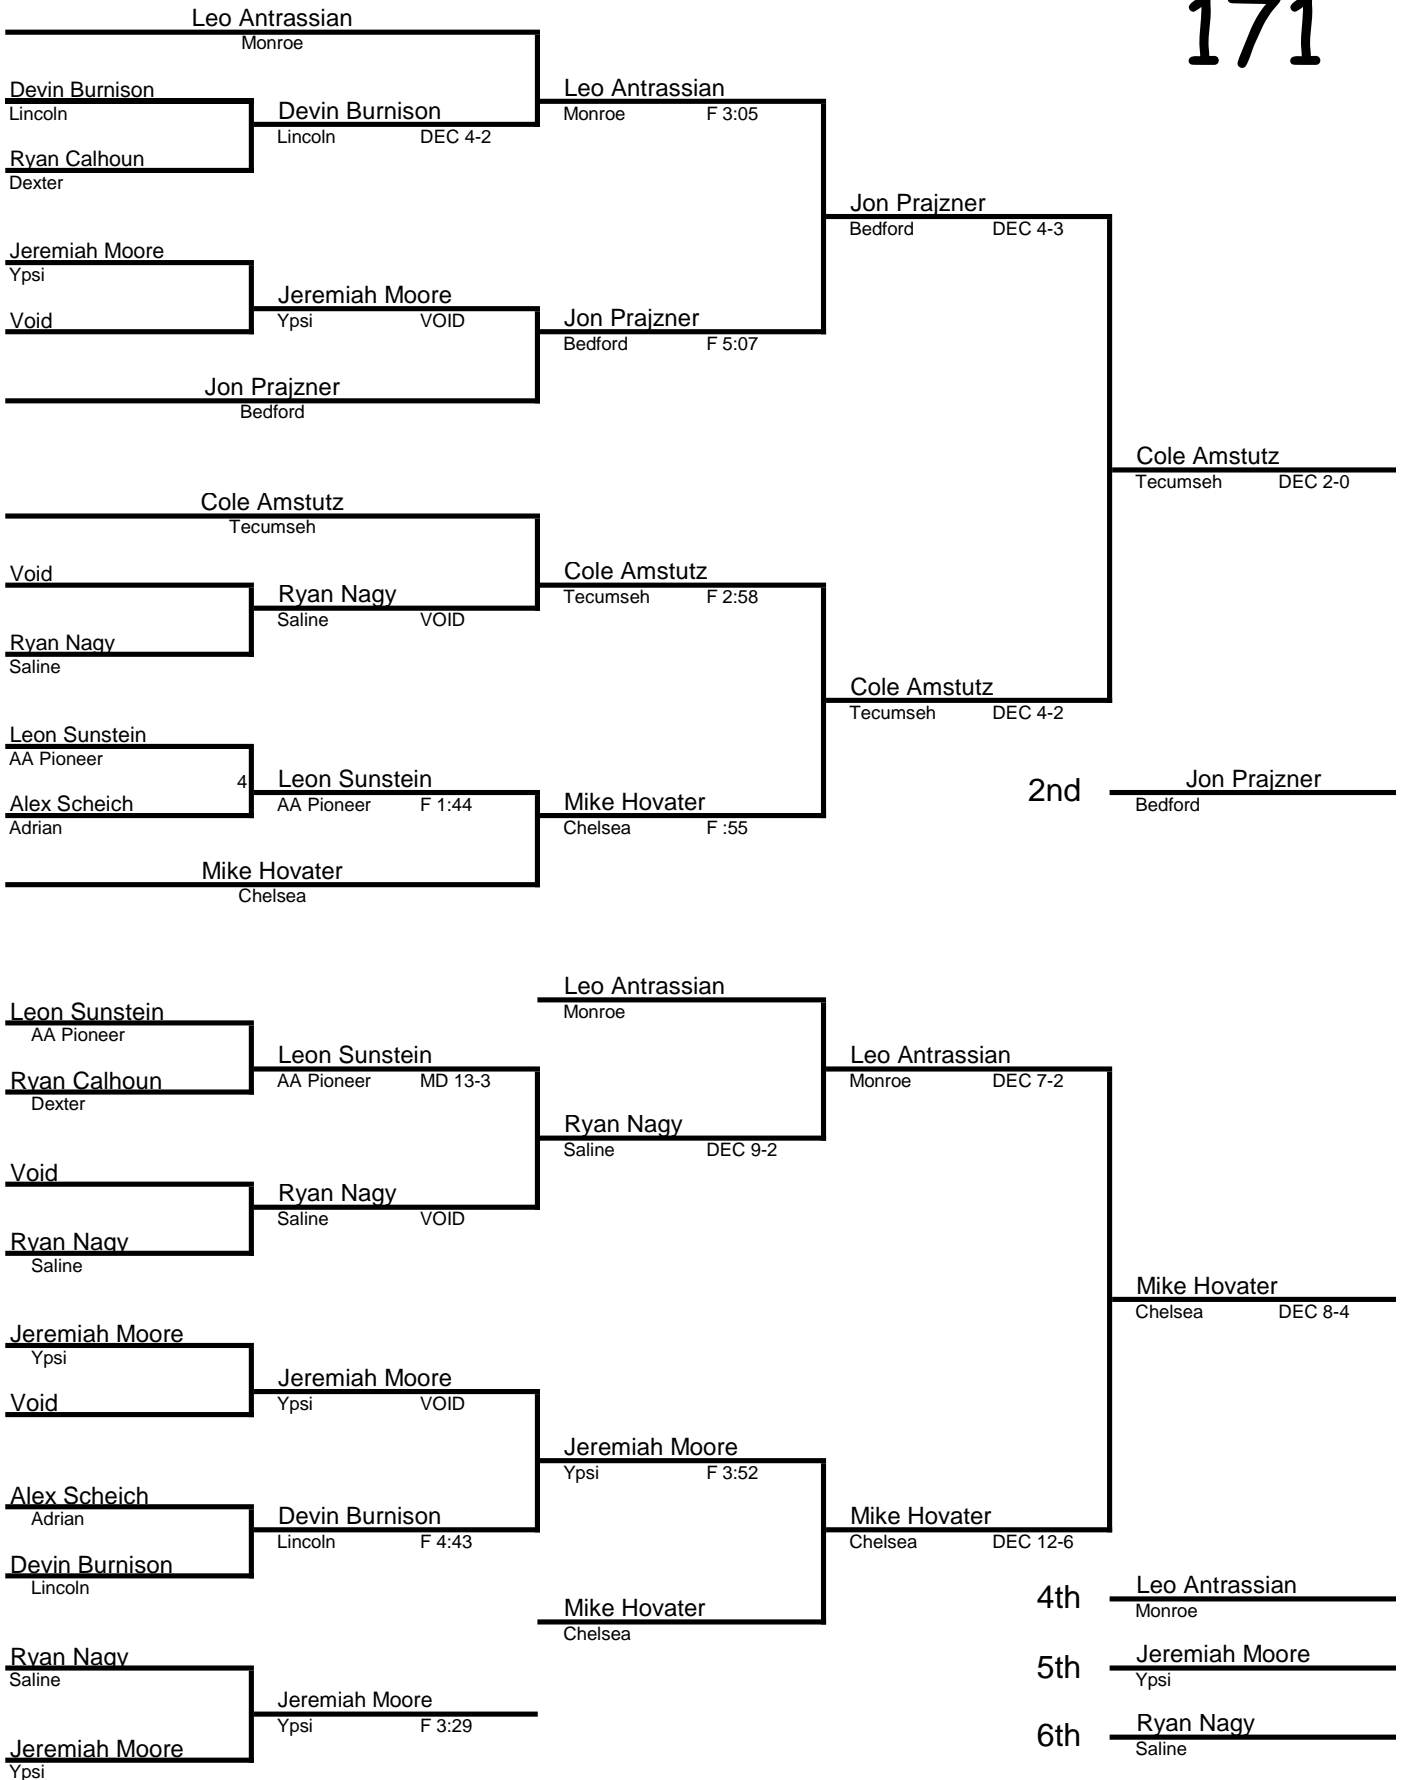 171
Leo Antrassian
Monroe
Devin Burnison
Lincoln
Ryan Calhoun
Dexter
Devin Burnison
Lincoln DEC 4-2
Leo Antrassian
Monroe F 3:05
Jeremiah Moore
Ypsi
Void
Jeremiah Moore
Ypsi VOID
Jon Prajzner
Bedford
Jon Prajzner
Bedford F 5:07
Jon Prajzner
Bedford DEC 4-3
Cole Amstutz
Tecumseh
Void
Ryan Nagy
Saline
Ryan Nagy
Saline VOID
Cole Amstutz
Tecumseh F 2:58
Leon Sunstein
AA Pioneer
4
Alex Scheich
Adrian
Leon Sunstein
AA Pioneer F 1:44
Mike Hovater
Chelsea
Mike Hovater
Chelsea F :55
Cole Amstutz
Tecumseh DEC 4-2
Cole Amstutz
Tecumseh DEC 2-0
2nd Jon Prajzner
Bedford
Leon Sunstein
AA Pioneer
Ryan Calhoun
Dexter
Leon Sunstein
AA Pioneer MD 13-3
Void
Ryan Nagy
Saline
Ryan Nagy
Saline VOID
Leo Antrassian
Monroe
Ryan Nagy
Saline DEC 9-2
Leo Antrassian
Monroe DEC 7-2
Jeremiah Moore
Ypsi
Void
Jeremiah Moore
Ypsi VOID
Alex Scheich
Adrian
Devin Burnison
Lincoln
Devin Burnison
Lincoln F 4:43
Jeremiah Moore
Ypsi F 3:52
Mike Hovater
Chelsea
Mike Hovater
Chelsea DEC 12-6
Mike Hovater
Chelsea DEC 8-4
Ryan Nagy
Saline
Jeremiah Moore
Ypsi
Jeremiah Moore
Ypsi F 3:29
4th Leo Antrassian
Monroe
5th Jeremiah Moore
Ypsi
6th Ryan Nagy
Saline